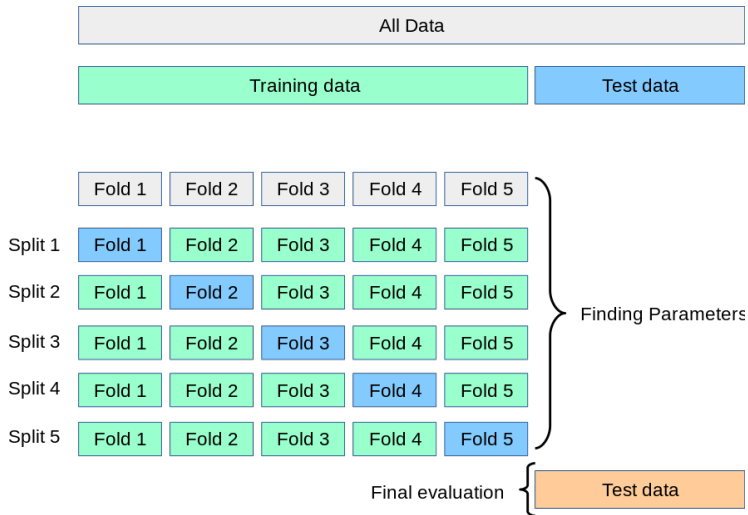 All Data
Training data Test data
Fold 1 Fold 2 Fold 3 Fold 4 Fold 5
Split 1 Fold 1 Fold 2 Fold 3 Fold 4 Fold 5
Split 2 Fold 1 Fold 2 Fold 3 Fold 4 Fold 5
Finding Parameters
Split 3 Fold 1 Fold 2 Fold 3 Fold 4 Fold 5
Split 4 Fold 1 Fold 2 Fold 3 Fold 4 Fold 5
Split 5 Fold 1 Fold 2 Fold 3 Fold 4 Fold 5
Final evaluation Test data